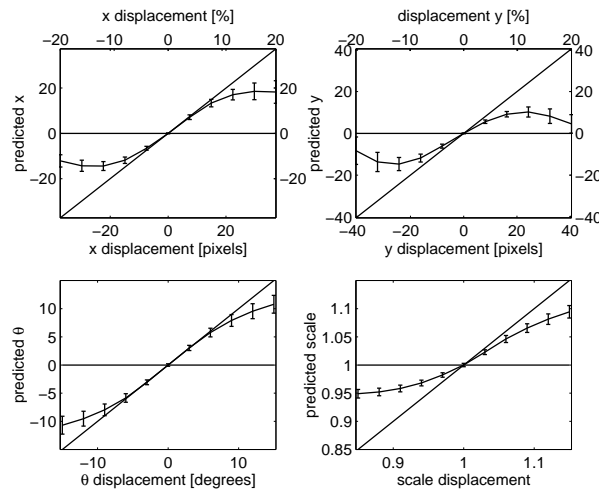 x displacement [%]
−20 −10 0 10 20
20 20
0 0
−20 −20
predicted x
−20 0 20
x displacement [pixels]
displacement y [%]
−20 −10 0 10 20
40 40
20 20
0 0
−20 −20
−40 −40
predicted y
−40 −20 0 20 40
y displacement [pixels]
10
5
0
−5
−10
predicted θ
−10 0 10
θ displacement [degrees]
1.1
1.05
1
0.95
0.9
0.85
predicted scale
0.9 1 1.1
scale displacement